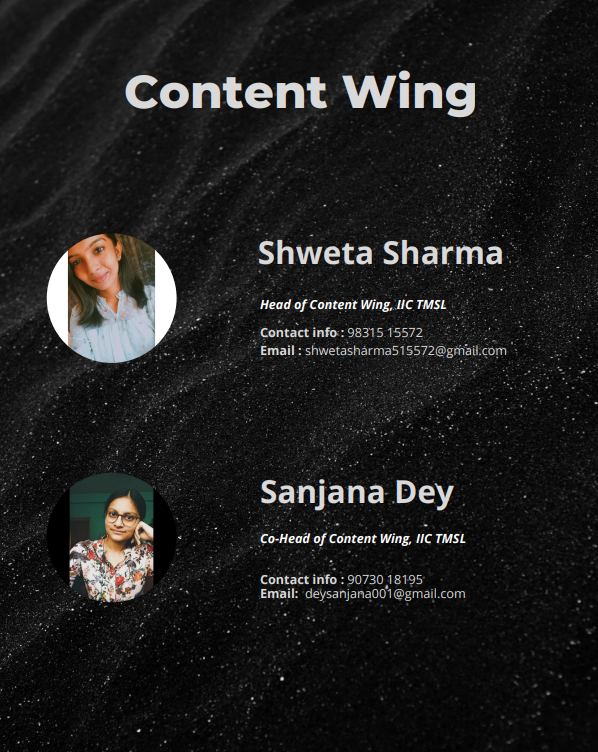 Content Wing
Shweta Sharma
Head of Content Wing, IIC TMSL
Contact info : 98315 15572
Email : shwetasharma515572@gmail.com
Sanjana Dey
Co-Head of Content Wing, IIC TMSL
Contact info : 90730 18195
Email:  deysanjana001@gmail.com